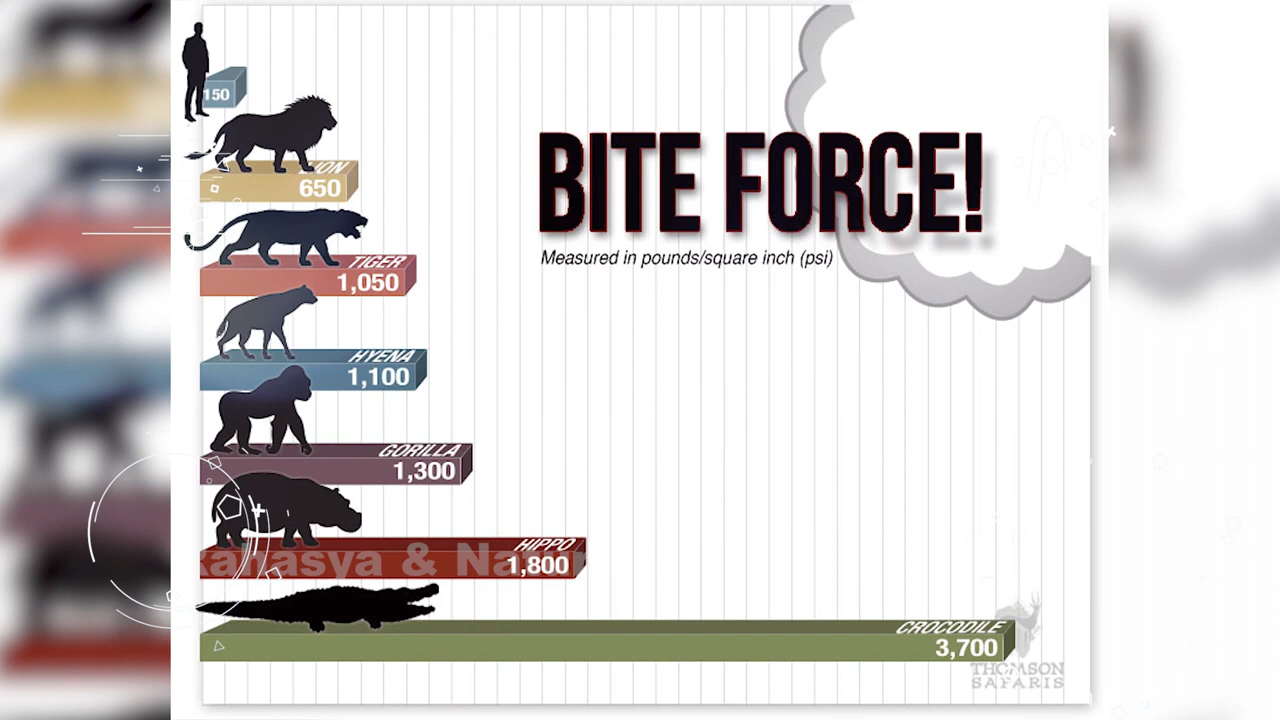 150
650
BITE FORCE!
Measured in pounds/square inch (psi)
TIGER
1,050
HYENA
1,100
GORILLA
1,300
HIPPO
1,800
& 
CROCODILE
3,700
THOMSON
SAFARIS